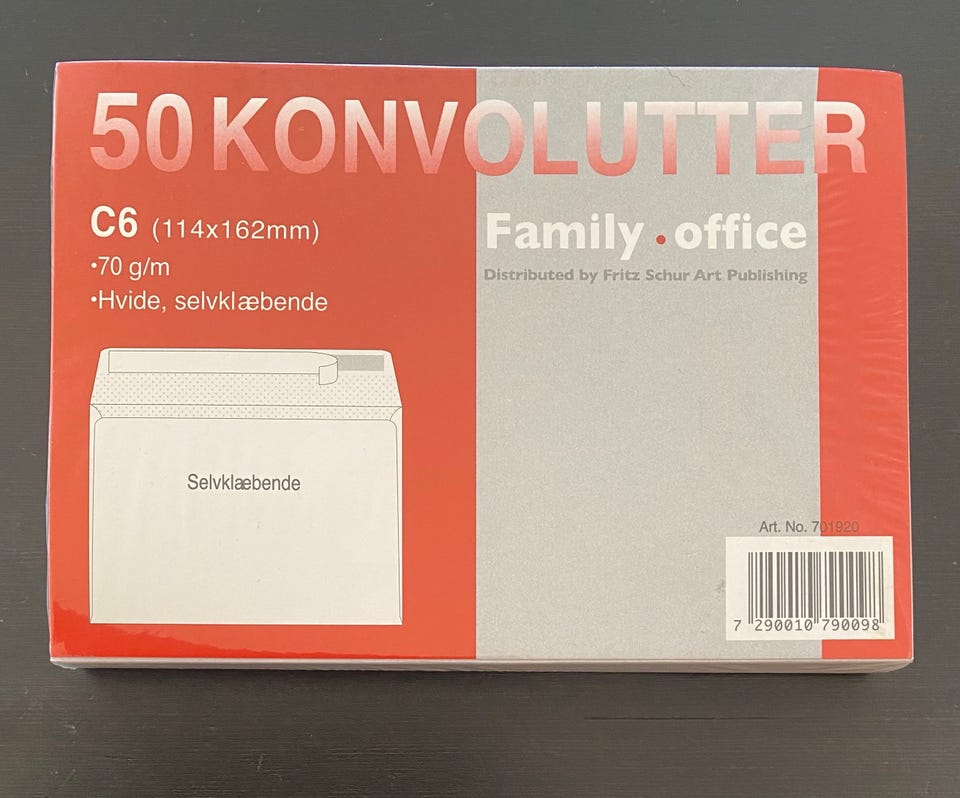 50 KONVOLUTTER
C6 (114x162mm)
•70 g/m
•Hvide, selvklæbende
Family . office
Distributed by Fritz Schur Art Publishing
Selvklæbende
Art. No. 701920
7 290010 790098